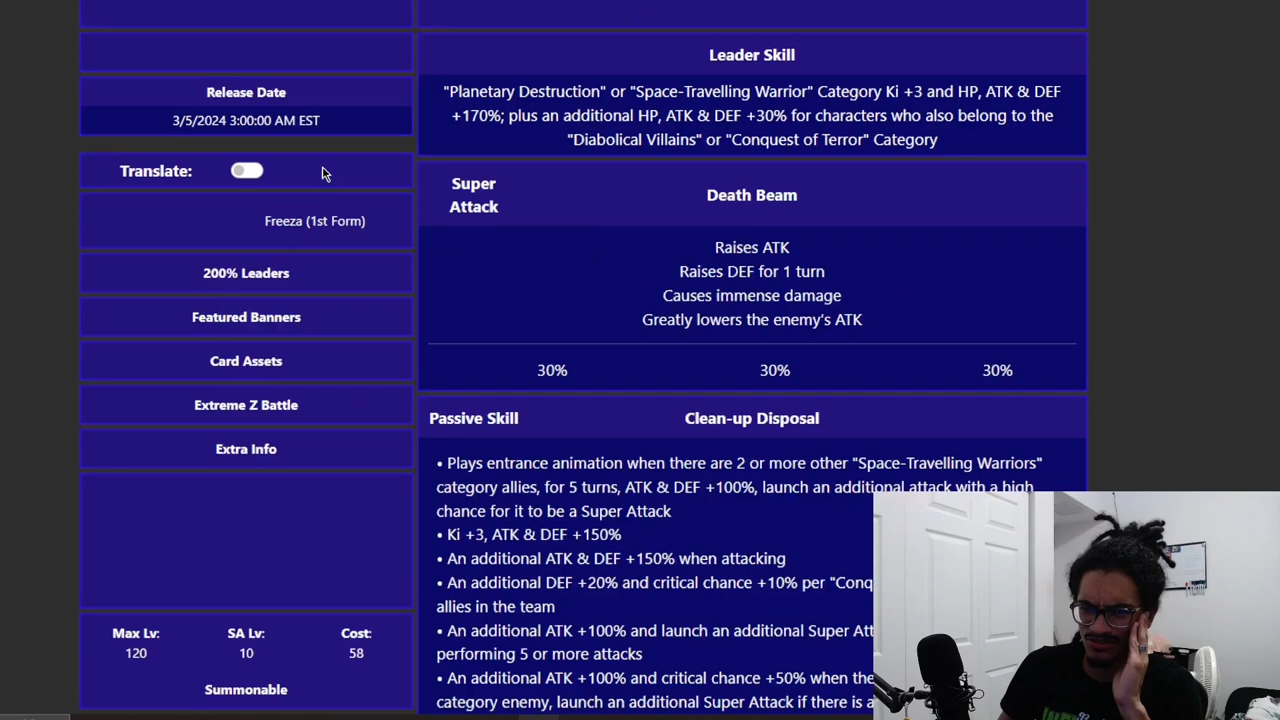 Release Date
3/5/2024 3:00:00 AM EST
Translate:
Freeza (1st Form)
200% Leaders
Featured Banners
Card Assets
Extreme Z Battle
Extra Info
Max Lv: SA Lv: Cost:
120 10 58
Summonable
Leader Skill
"Planetary Destruction" or "Space-Travelling Warrior" Category Ki +3 and HP, ATK & DEF
+170%; plus an additional HP, ATK & DEF +30% for characters who also belong to the
"Diabolical Villains" or "Conquest of Terror" Category
Super
Attack
Death Beam
Raises ATK
Raises DEF for 1 turn
Causes immense damage
Greatly lowers the enemy's ATK
30% 30% 30%
Passive Skill Clean-up Disposal
• Plays entrance animation when there are 2 or more other "Space-Travelling Warriors"
category allies, for 5 turns, ATK & DEF +100%, launch an additional attack with a high
chance for it to be a Super Attack
• Ki +3, ATK & DEF +150%
• An additional ATK & DEF +150% when attacking
• An additional DEF +20% and critical chance +10% per "Conq
allies in the team
• An additional ATK +100% and launch an additional Super Att
performing 5 or more attacks
• An additional ATK +100% and critical chance +50% when the
category enemy, launch an additional Super Attack if there is a